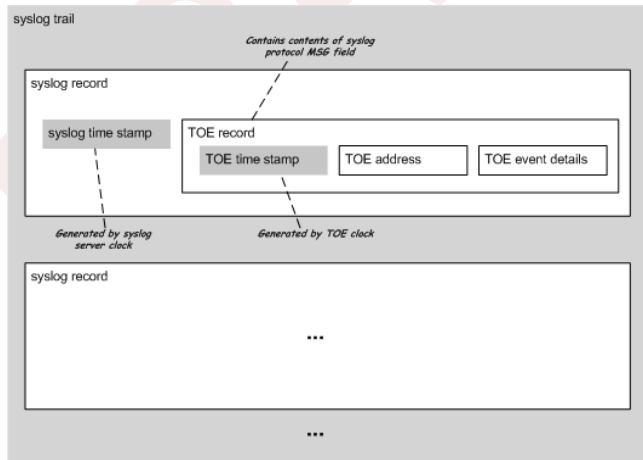 syslog trail
Contains contents of syslog
protocol MSG field
syslog record
syslog time stamp
TOE record
TOE time stamp
TOE address
TOE event details
Generated by syslog
server clock
Generated by TOE clock
syslog record
...
...